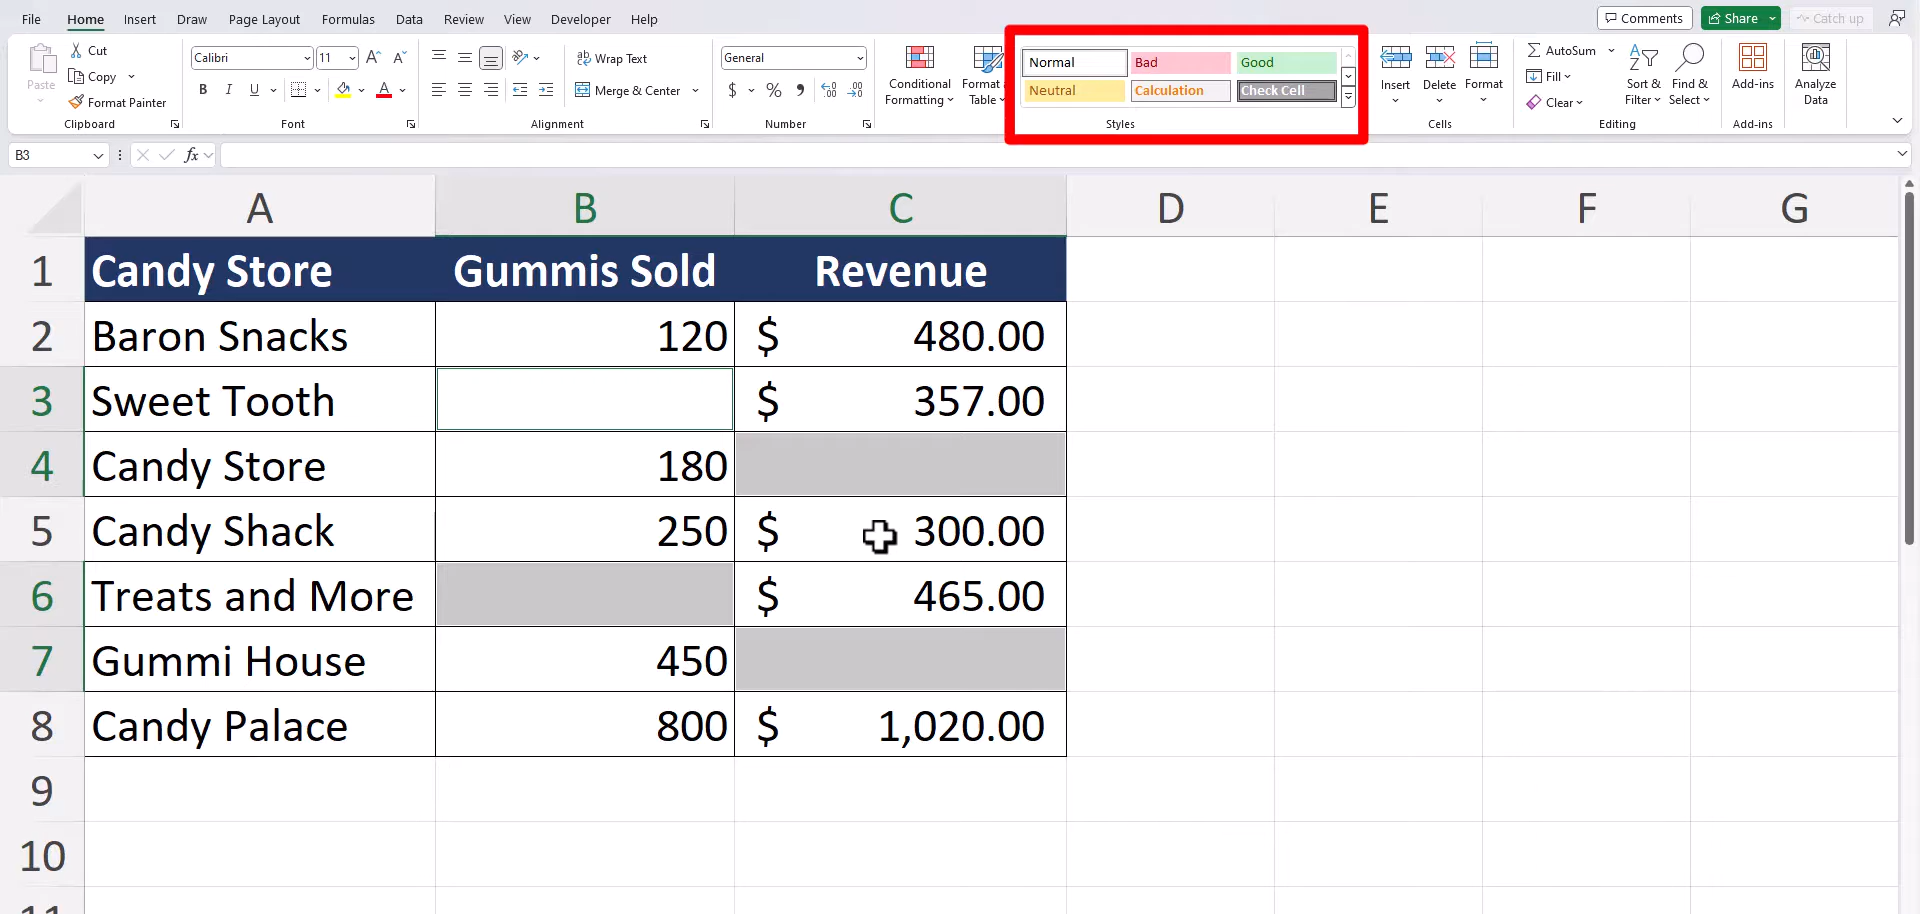 File Home Insert Draw Page Layout Formulas Data Review View Developer Help Comments Share Catch up
Paste
Cut
Copy
Format Painter
Clipboard
Calibri 11
B I U A
Font
Wrap Text
Merge & Center
Alignment
General
$ % ,
Number
Conditional Formatting
Format Table
Normal Bad Good
Neutral Calculation Check Cell
Styles
Insert Delete Format
Cells
AutoSum
Fill
Clear
Sort & Filter
Find & Select
Editing
Add-ins
Add-ins
Analyze Data
B3 fx
A B C D E F G
1 Candy Store Gummis Sold Revenue
2 Baron Snacks 120 $ 480.00
3 Sweet Tooth $ 357.00
4 Candy Store 180
5 Candy Shack 250 $ 300.00
6 Treats and More $ 465.00
7 Gummi House 450
8 Candy Palace 800 $ 1,020.00
9
10
11